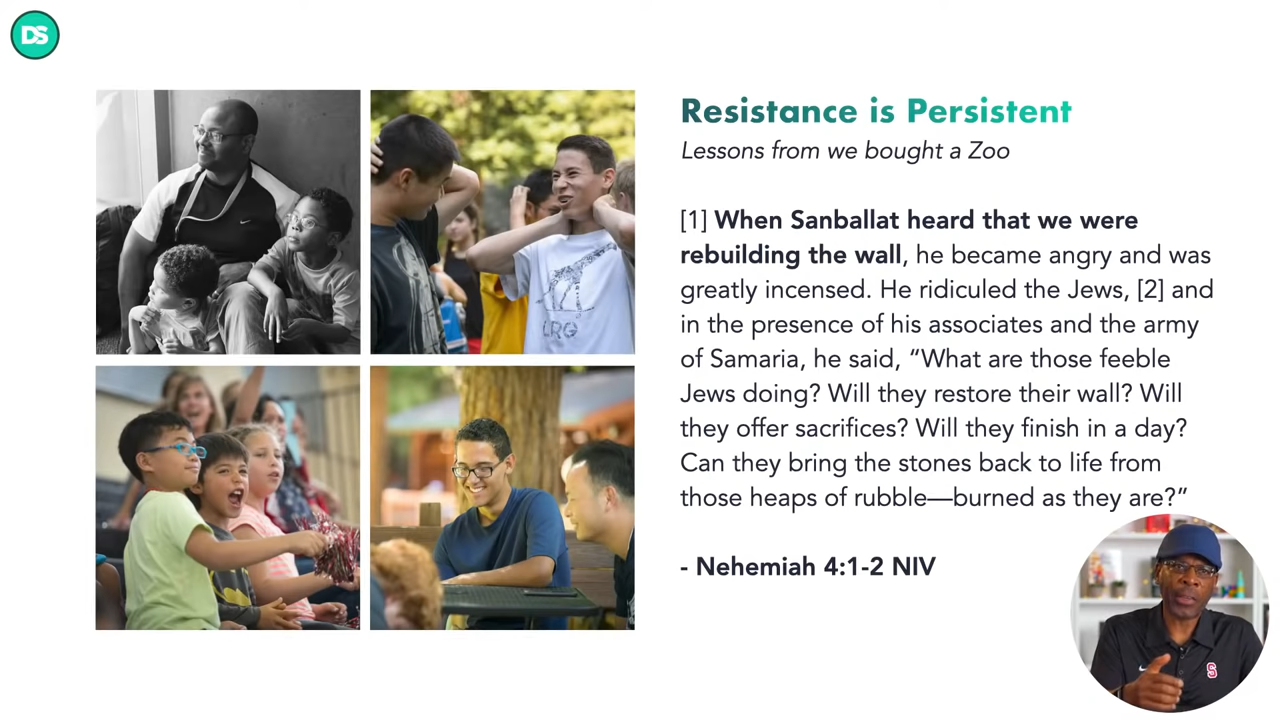 DS
Resistance is Persistent
Lessons from we bought a Zoo
[1] When Sanballat heard that we were
rebuilding the wall, he became angry and was
greatly incensed. He ridiculed the Jews, [2] and
in the presence of his associates and the army
of Samaria, he said, “What are those feeble
Jews doing? Will they restore their wall? Will
they offer sacrifices? Will they finish in a day?
Can they bring the stones back to life from
those heaps of rubble—burned as they are?”
- Nehemiah 4:1-2 NIV
LRG
S